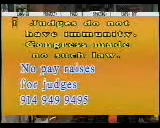 Judges do not
have immunity.
Congress made
no such law.
No pay raises
for judges
914 949 9495